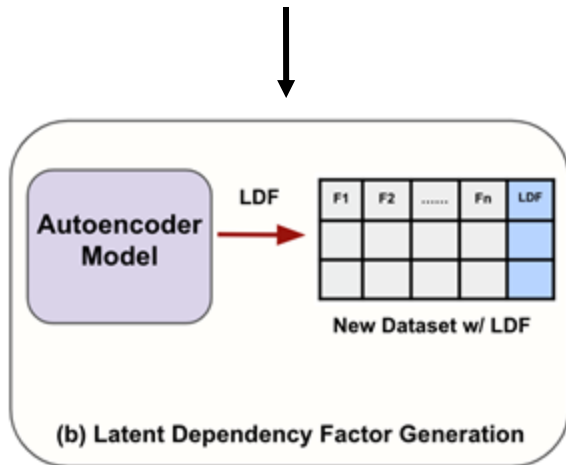 Autoencoder
Model
LDF
F1 F2 ...... Fn LDF
New Dataset w/ LDF
(b) Latent Dependency Factor Generation